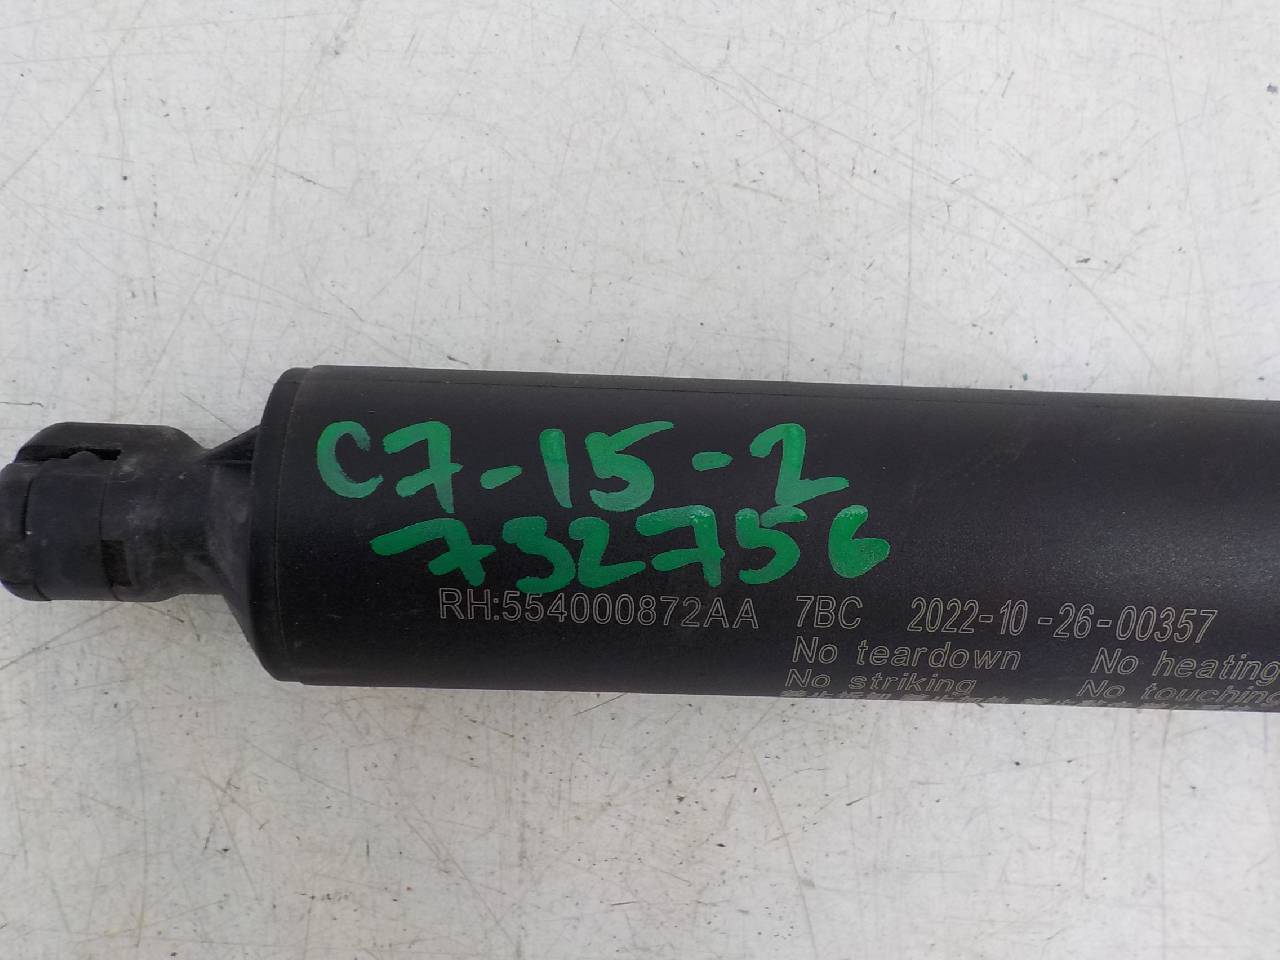 C7-15-2
732756
RH:554000872AA 7BC 2022-10-26-00357
No teardown No heating
No striking No touching